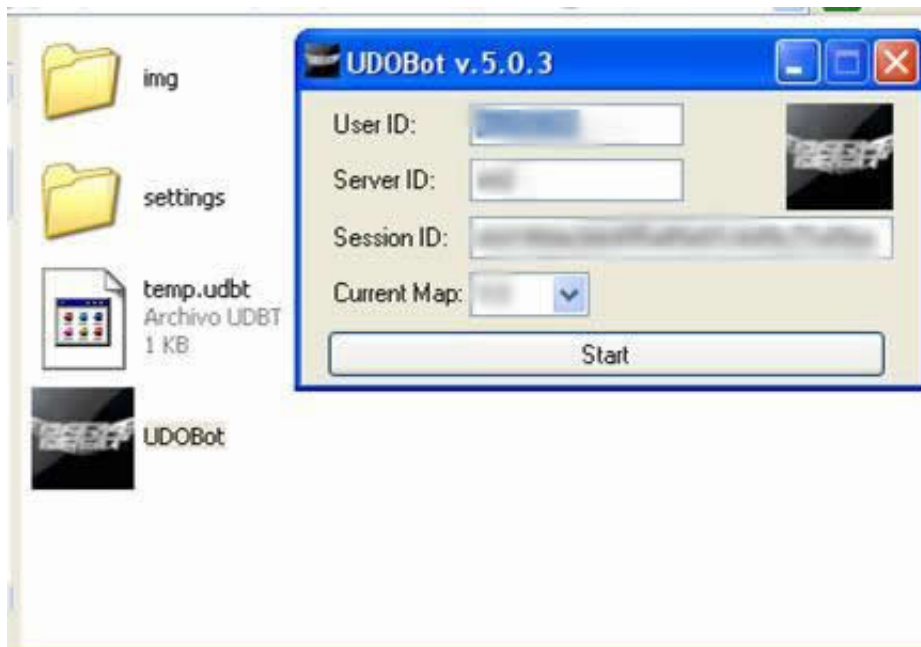 img
settings
temp.udbt
Archivo UDBT
1 KB
UDOBot
UDOBot v.5.0.3
User ID:
Server ID:
Session ID:
Current Map:
Start